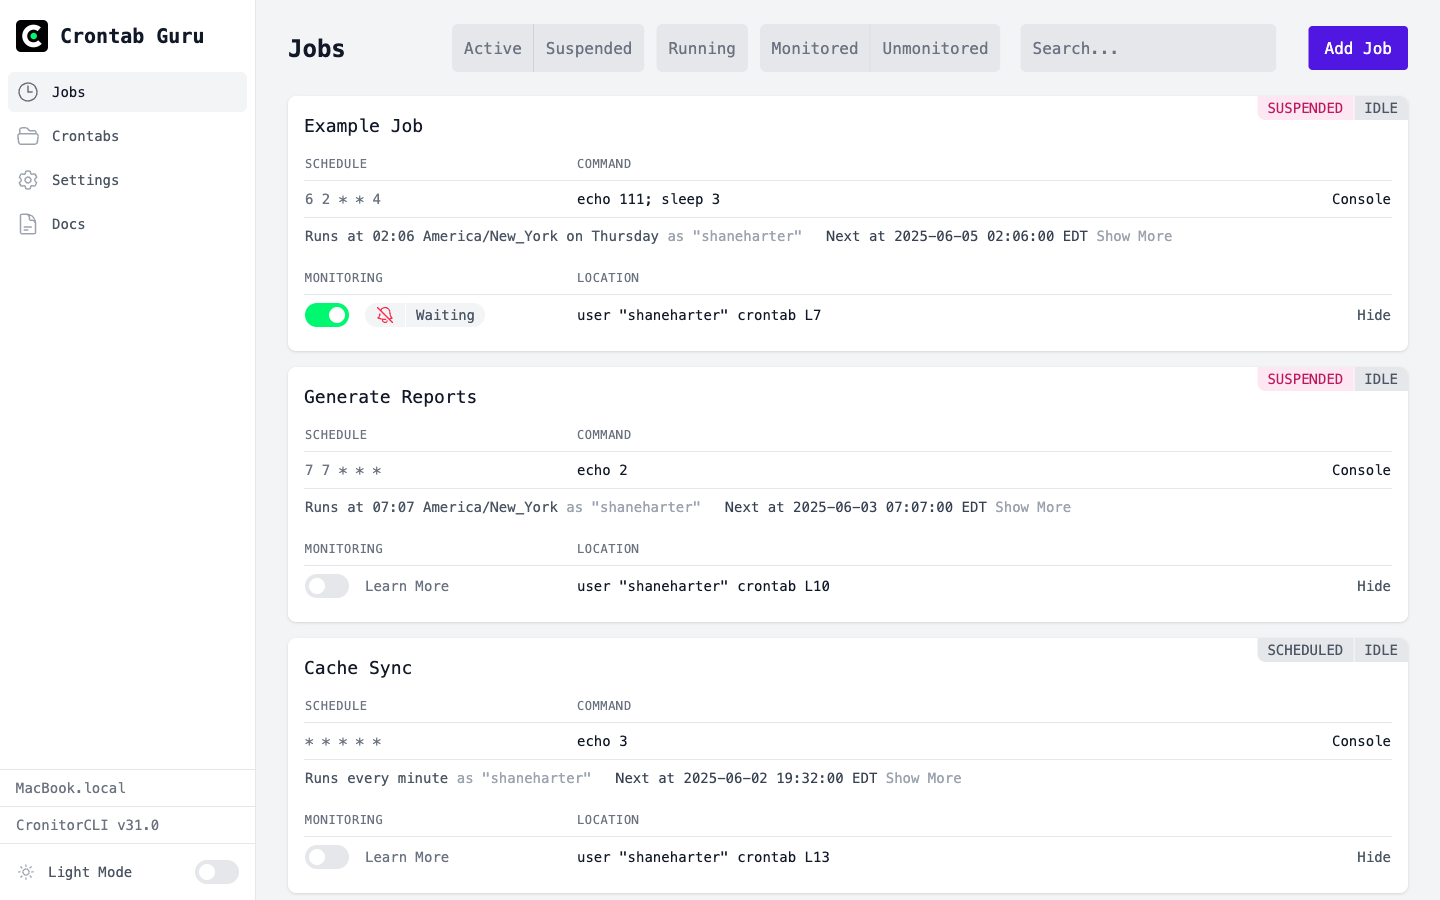 Crontab Guru
Jobs
Crontabs
Settings
Docs
MacBook.local
CronitorCLI v31.0
Light Mode
Jobs
Active Suspended Running Monitored Unmonitored Search... Add Job
SUSPENDED IDLE
Example Job
SCHEDULE COMMAND
6 2 * * 4 echo 111; sleep 3 Console
Runs at 02:06 America/New_York on Thursday as "shaneharter" Next at 2025-06-05 02:06:00 EDT Show More
MONITORING LOCATION
Waiting user "shaneharter" crontab L7 Hide
SUSPENDED IDLE
Generate Reports
SCHEDULE COMMAND
7 7 * * * echo 2 Console
Runs at 07:07 America/New_York as "shaneharter" Next at 2025-06-03 07:07:00 EDT Show More
MONITORING LOCATION
Learn More user "shaneharter" crontab L10 Hide
SCHEDULED IDLE
Cache Sync
SCHEDULE COMMAND
* * * * * echo 3 Console
Runs every minute as "shaneharter" Next at 2025-06-02 19:32:00 EDT Show More
MONITORING LOCATION
Learn More user "shaneharter" crontab L13 Hide